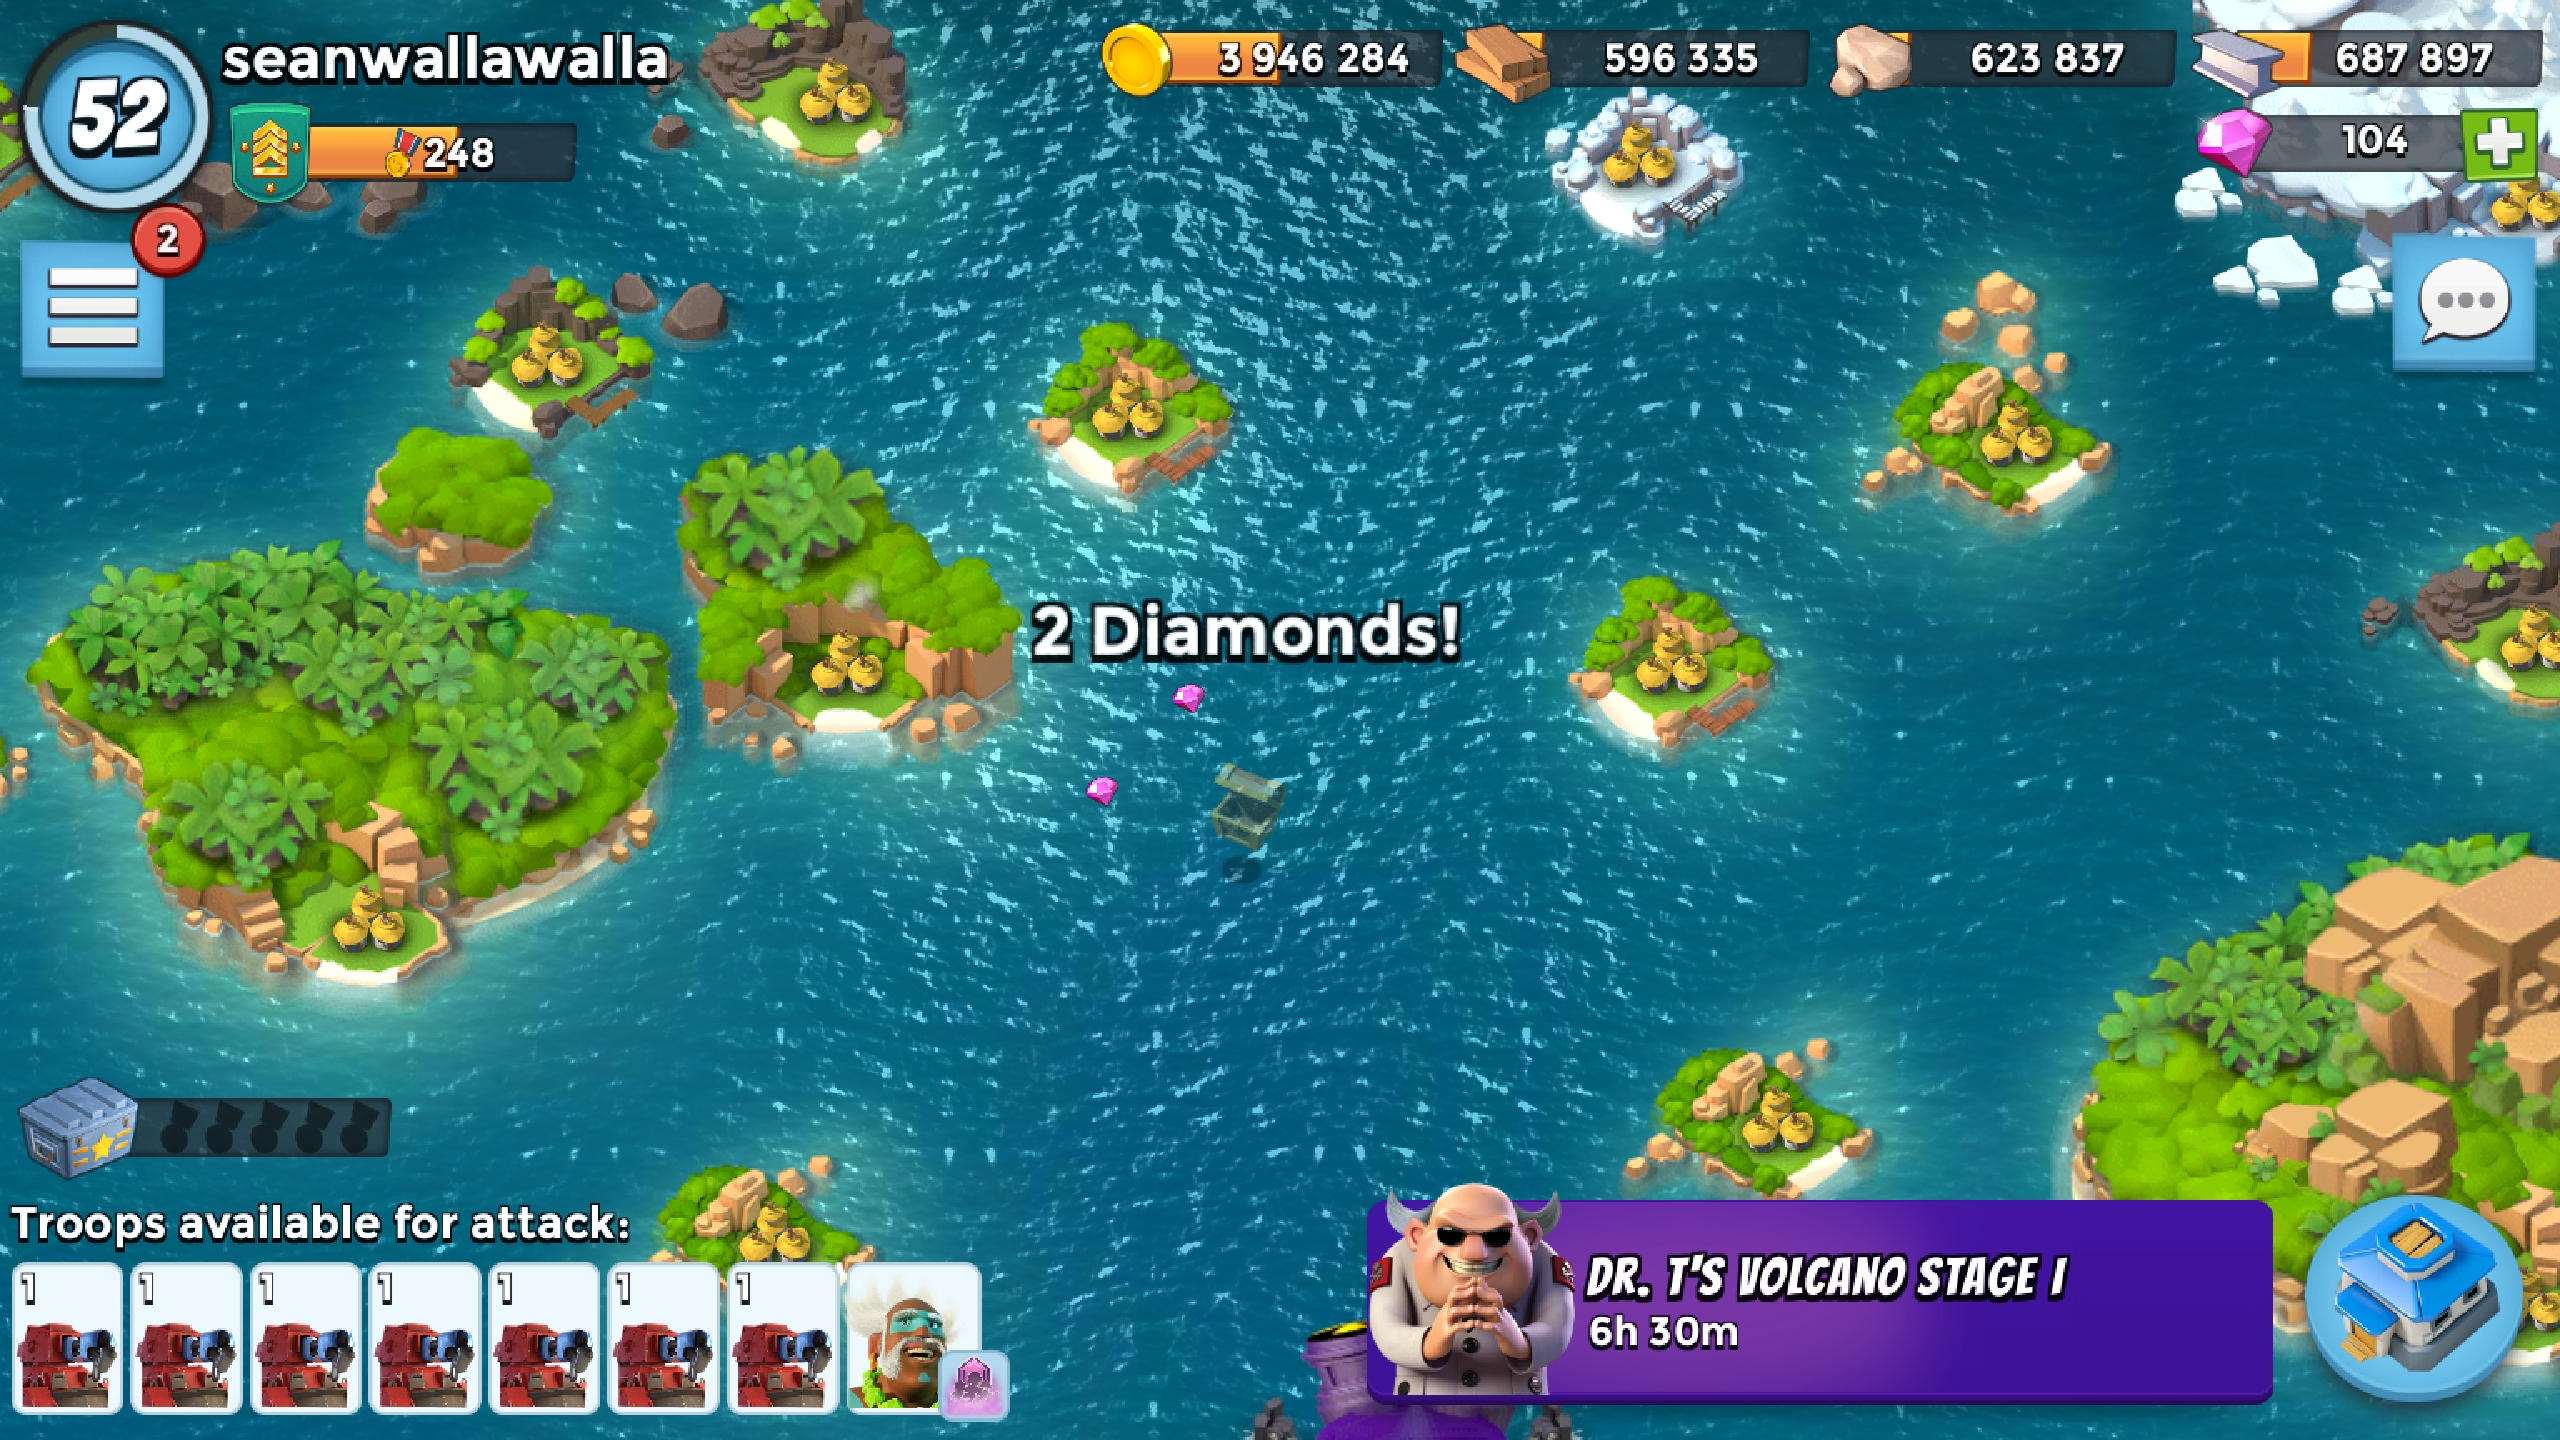 52
seanwallawalla
3 946 284
596 335
623 837
687 897
248
104
2
2 Diamonds!
Troops available for attack:
1
1
1
1
1
1
1
DR. T'S VOLCANO STAGE I
6h 30m